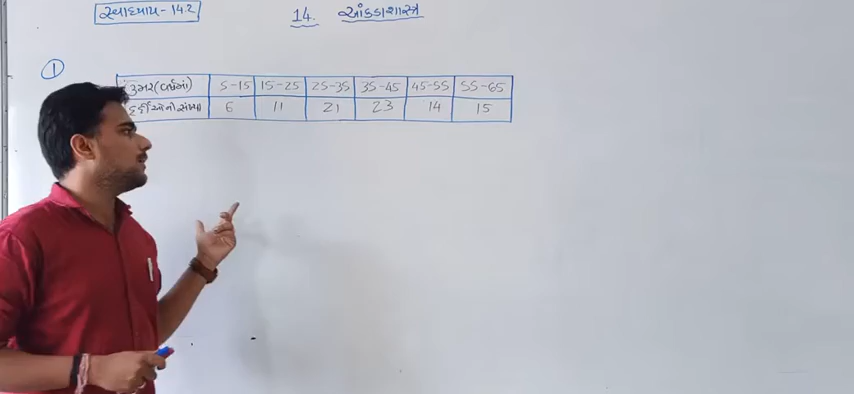 સ્વાધ્યાય - 14.2
14. આંકડાશાસ્ત્ર
1
ઉંમર (વર્ષમાં) 5-15 15-25 25-35 35-45 45-55 55-65
દર્દીઓની સંખ્યા 6 11 21 23 14 15